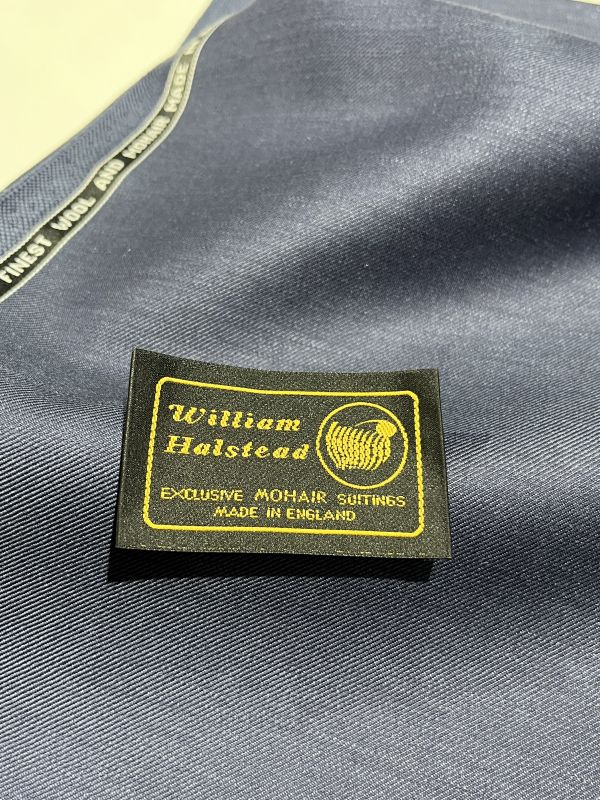 FINEST WOOL AND MOHAIR MADE
William
Halstead
EXCLUSIVE MOHAIR SUITINGS
MADE IN ENGLAND